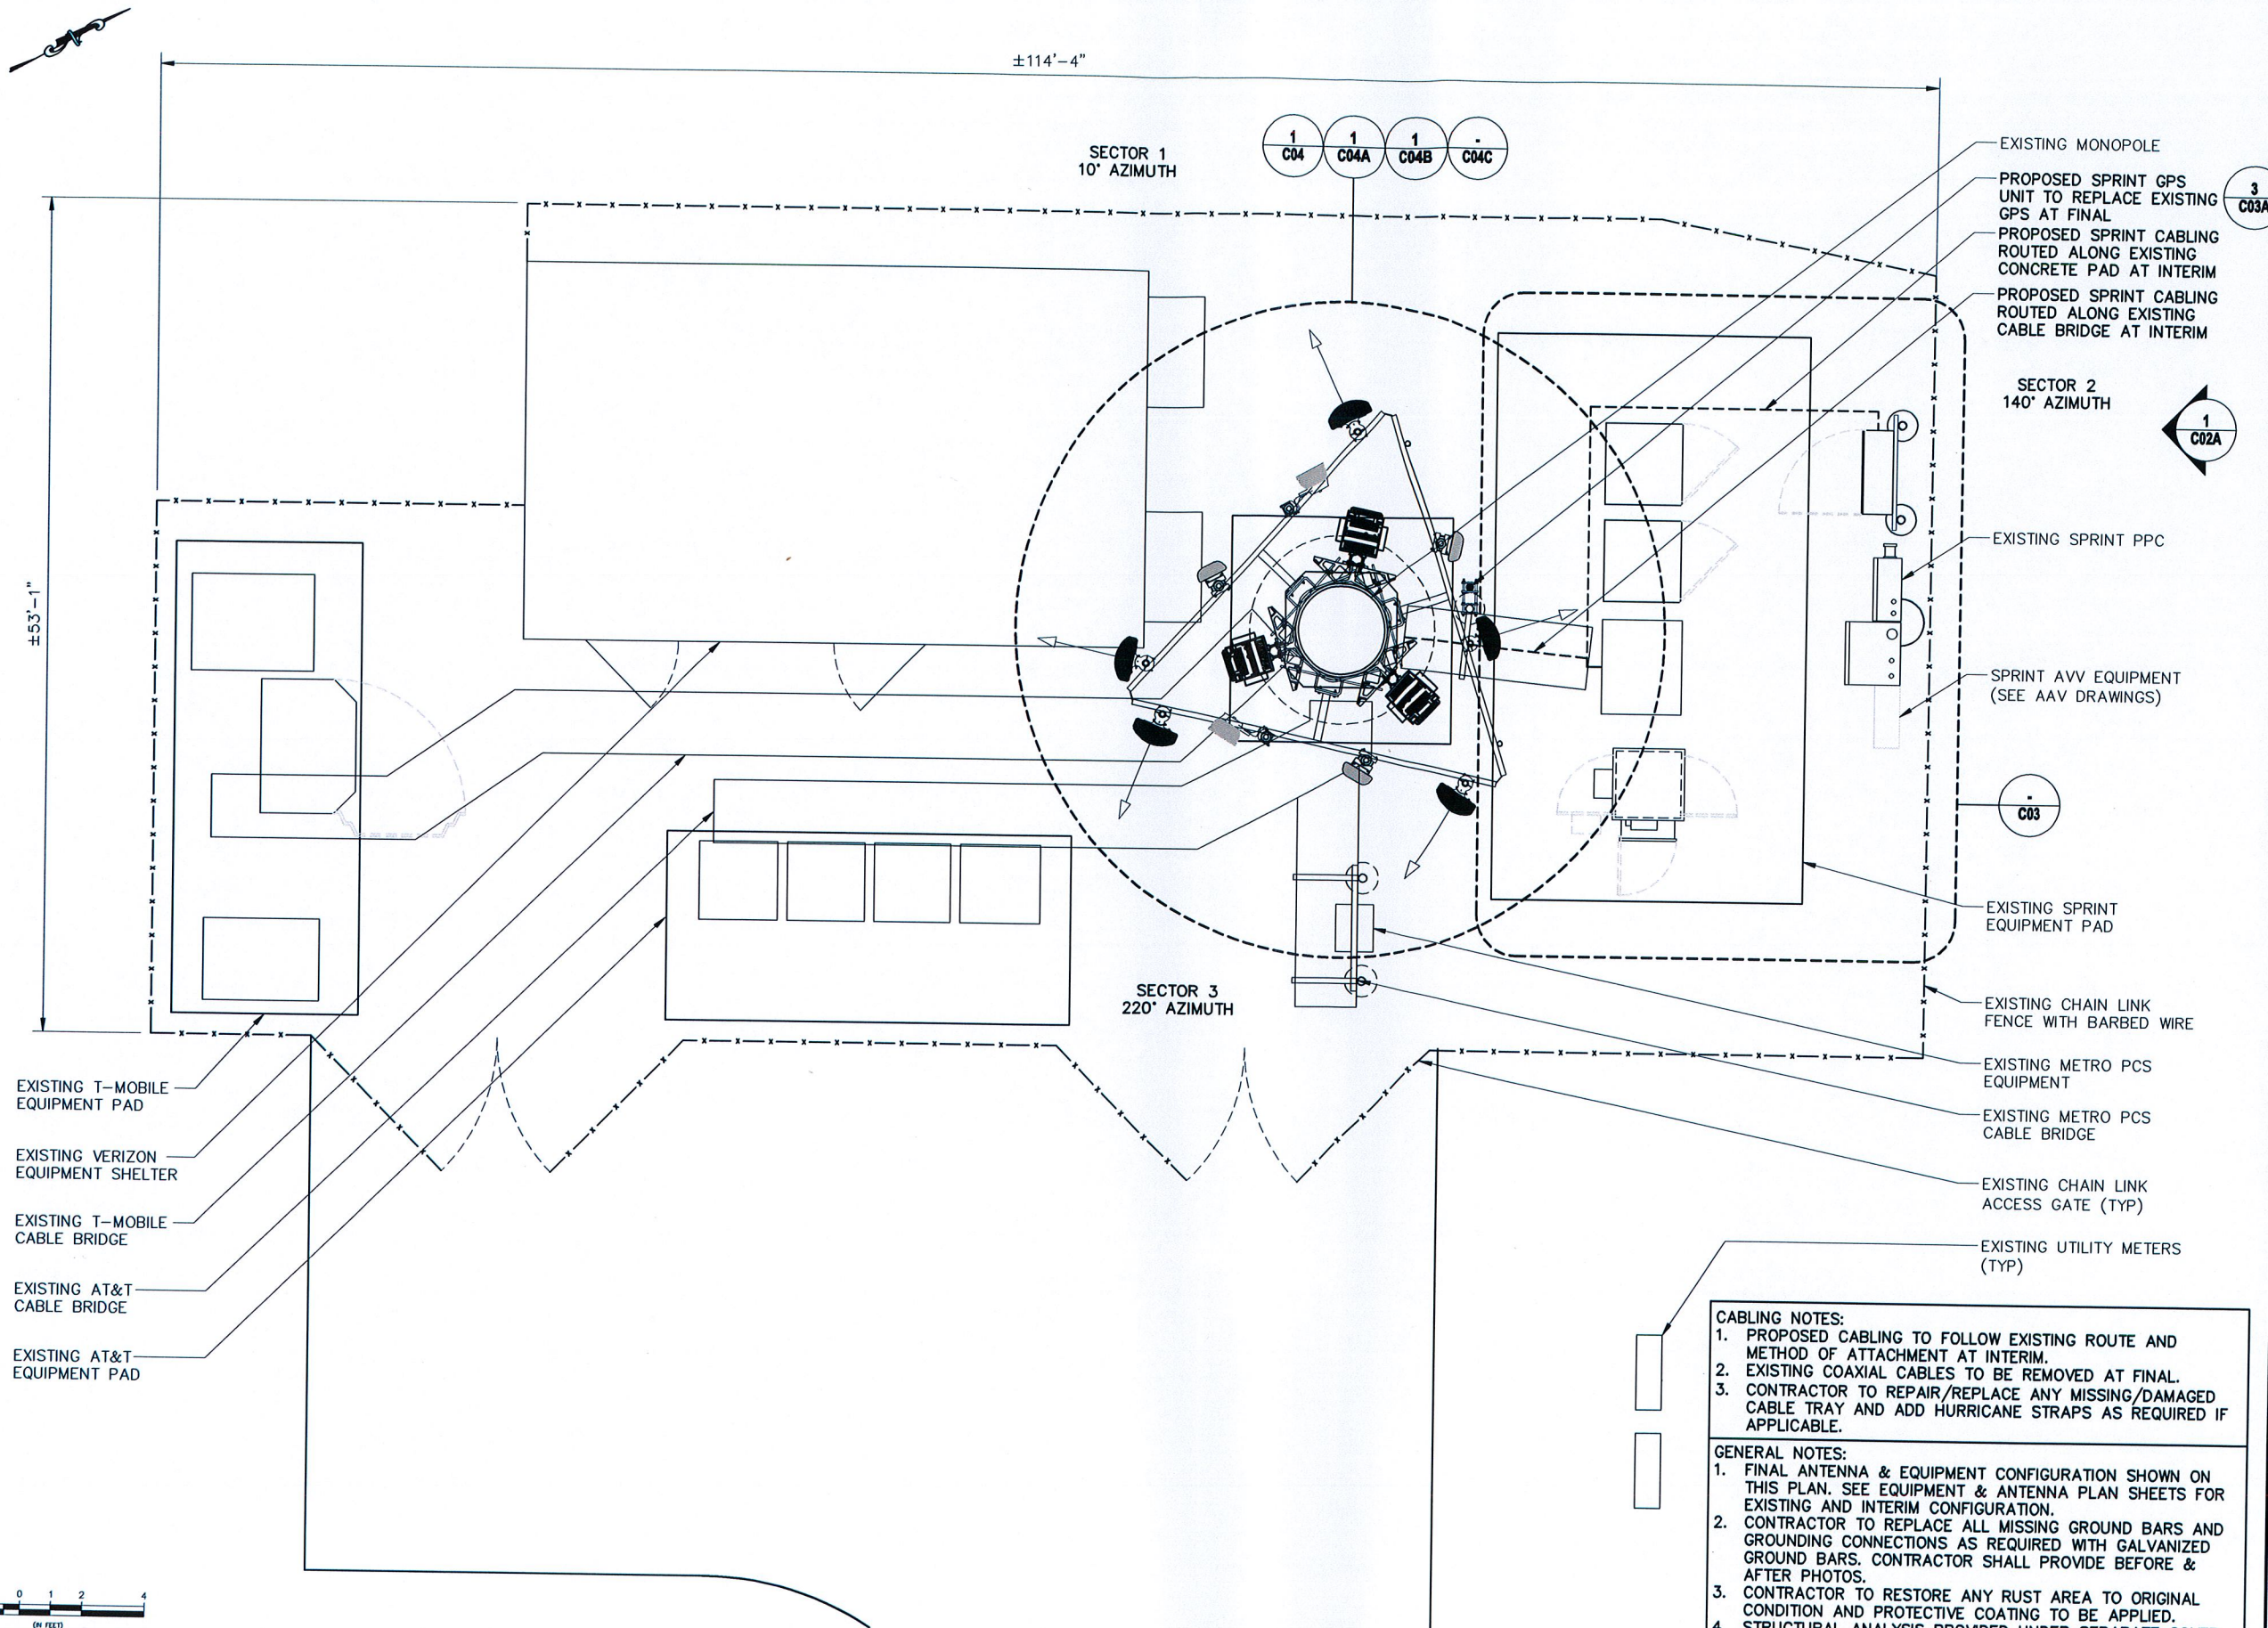 N
±114'-4"
SECTOR 1
10° AZIMUTH
1
C04
1
C04A
1
C04B
-
C04C
EXISTING MONOPOLE
PROPOSED SPRINT GPS
UNIT TO REPLACE EXISTING
GPS AT FINAL
3
C03A
PROPOSED SPRINT CABLING
ROUTED ALONG EXISTING
CONCRETE PAD AT INTERIM
PROPOSED SPRINT CABLING
ROUTED ALONG EXISTING
CABLE BRIDGE AT INTERIM
SECTOR 2
140° AZIMUTH
1
C02A
EXISTING SPRINT PPC
±53'-1"
SPRINT AVV EQUIPMENT
(SEE AAV DRAWINGS)
-
C03
EXISTING SPRINT
EQUIPMENT PAD
SECTOR 3
220° AZIMUTH
EXISTING CHAIN LINK
FENCE WITH BARBED WIRE
EXISTING METRO PCS
EQUIPMENT
EXISTING METRO PCS
CABLE BRIDGE
EXISTING CHAIN LINK
ACCESS GATE (TYP)
EXISTING UTILITY METERS
(TYP)
EXISTING T-MOBILE
EQUIPMENT PAD
EXISTING VERIZON
EQUIPMENT SHELTER
EXISTING T-MOBILE
CABLE BRIDGE
EXISTING AT&T
CABLE BRIDGE
EXISTING AT&T
EQUIPMENT PAD
CABLING NOTES:
1. PROPOSED CABLING TO FOLLOW EXISTING ROUTE AND
METHOD OF ATTACHMENT AT INTERIM.
2. EXISTING COAXIAL CABLES TO BE REMOVED AT FINAL.
3. CONTRACTOR TO REPAIR/REPLACE ANY MISSING/DAMAGED
CABLE TRAY AND ADD HURRICANE STRAPS AS REQUIRED IF
APPLICABLE.
GENERAL NOTES:
1. FINAL ANTENNA & EQUIPMENT CONFIGURATION SHOWN ON
THIS PLAN. SEE EQUIPMENT & ANTENNA PLAN SHEETS FOR
EXISTING AND INTERIM CONFIGURATION.
2. CONTRACTOR TO REPLACE ALL MISSING GROUND BARS AND
GROUNDING CONNECTIONS AS REQUIRED WITH GALVANIZED
GROUND BARS. CONTRACTOR SHALL PROVIDE BEFORE &
AFTER PHOTOS.
3. CONTRACTOR TO RESTORE ANY RUST AREA TO ORIGINAL
CONDITION AND PROTECTIVE COATING TO BE APPLIED.
4. STRUCTURAL ANALYSIS PROVIDED UNDER SEPARATE
0 1 2 4
(IN FEET)